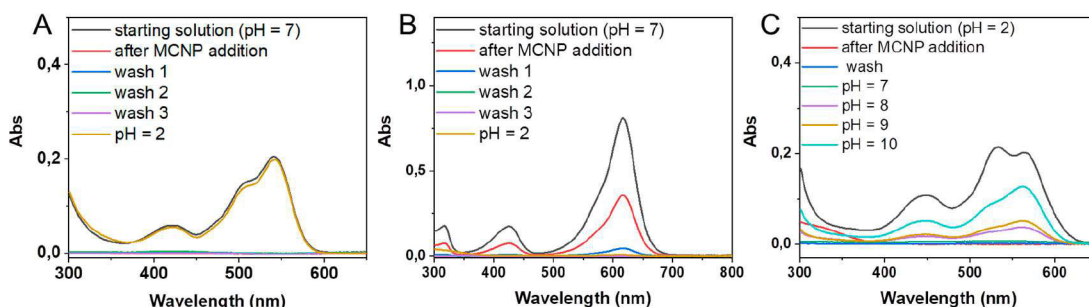 A
starting solution (pH = 7)
after MCNP addition
wash 1
wash 2
wash 3
pH = 2
0,4
0,2
0,0
Abs
300 400 500 600
Wavelength (nm)
B
starting solution (pH = 7)
after MCNP addition
wash 1
wash 2
wash 3
pH = 2
1,0
0,5
0,0
Abs
300 400 500 600 700 800
Wavelength (nm)
C
starting solution (pH = 2)
after MCNP addition
wash
pH = 7
pH = 8
pH = 9
pH = 10
0,4
0,2
0,0
Abs
300 400 500 600
Wavelength (nm)